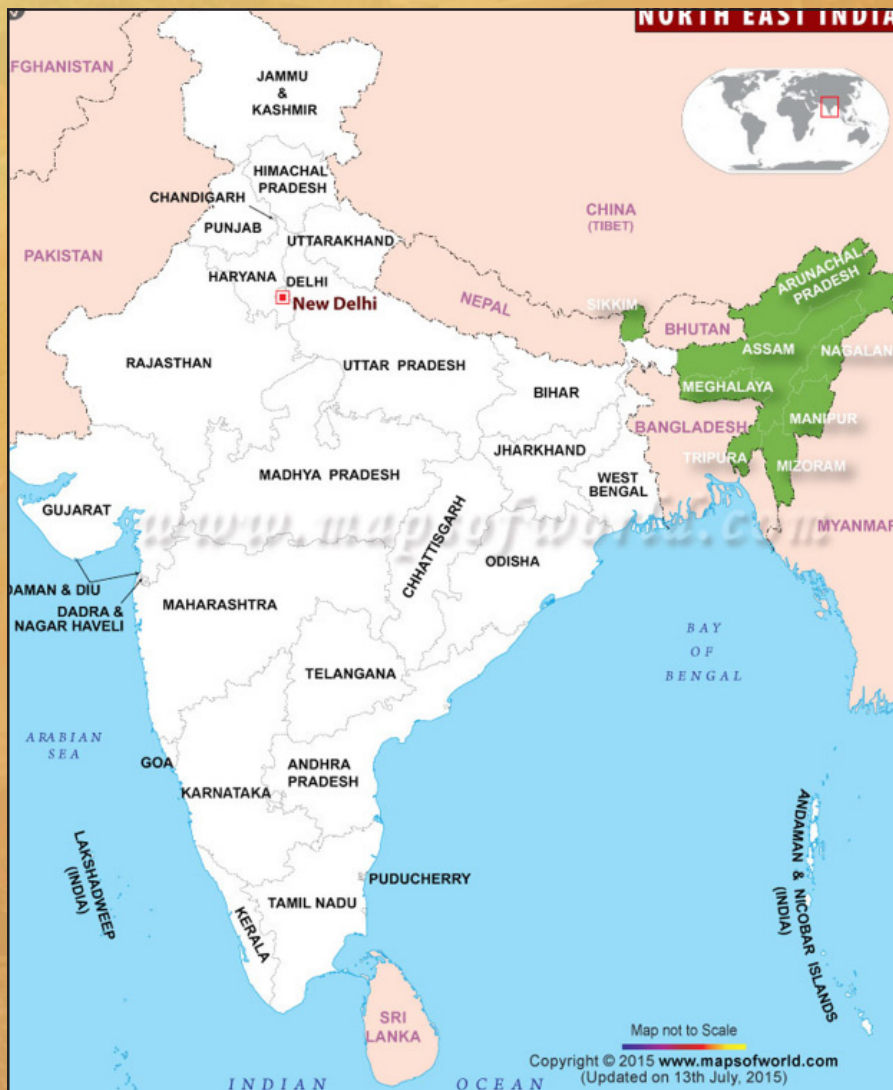 NORTH EAST INDIA
AFGHANISTAN
JAMMU
&
KASHMIR
HIMACHAL
PRADESH
CHANDIGARH
PUNJAB
UTTARAKHAND
CHINA
(TIBET)
PAKISTAN
HARYANA
DELHI
New Delhi
NEPAL
SIKKIM
BHUTAN
ARUNACHAL
PRADESH
ASSAM
NAGALAN
RAJASTHAN
UTTAR PRADESH
BIHAR
MEGHALAYA
MANIPUR
BANGLADESH
JHARKHAND
TRIPURA
MIZORAM
MADHYA PRADESH
WEST
BENGAL
GUJARAT
www.mapsofworld.com
MYANMAR
CHHATTISGARH
ODISHA
DAMAN & DIU
DADRA &
NAGAR HAVELI
MAHARASHTRA
BAY
OF
BENGAL
TELANGANA
ARABIAN
SEA
GOA
ANDHRA
PRADESH
KARNATAKA
LAKSHADWEEP
(INDIA)
ANDAMAN & NICOBAR ISLANDS
(INDIA)
PUDUCHERRY
TAMIL NADU
KERALA
SRI
LANKA
Map not to Scale
Copyright © 2015 www.mapsofworld.com
(Updated on 13th July, 2015)
INDIAN OCEAN